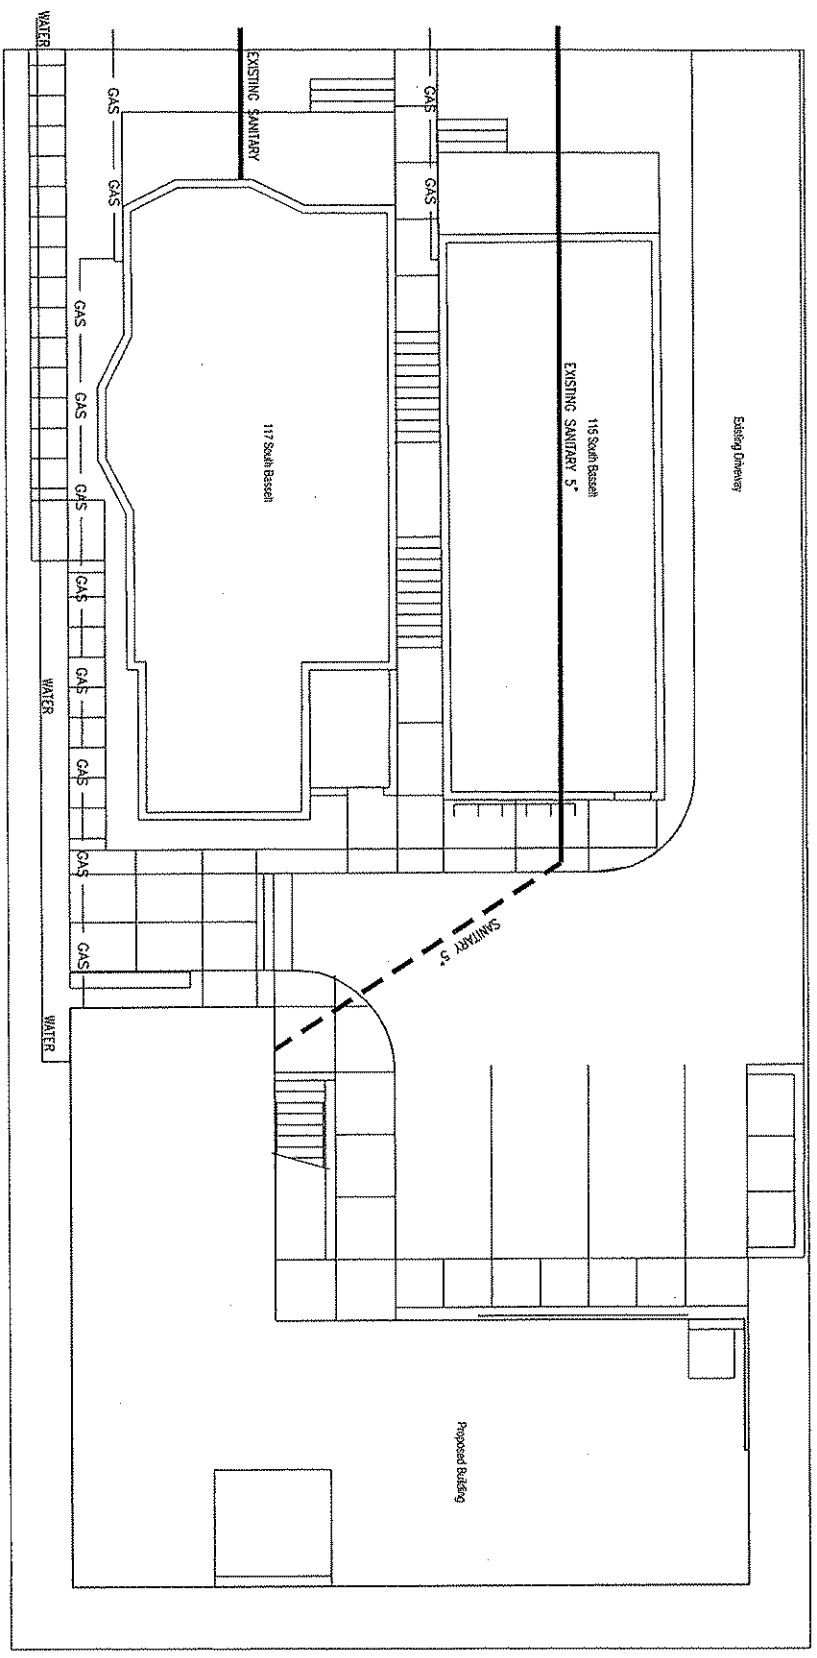 Existing Driveway
115 South Bassett
EXISTING SANITARY 5"
SANITARY 5"
Proposed Building
GAS
GAS
117 South Bassett
EXISTING SANITARY
GAS
GAS
GAS
GAS
GAS
GAS
GAS
GAS
GAS
GAS
WATER
WATER
WATER